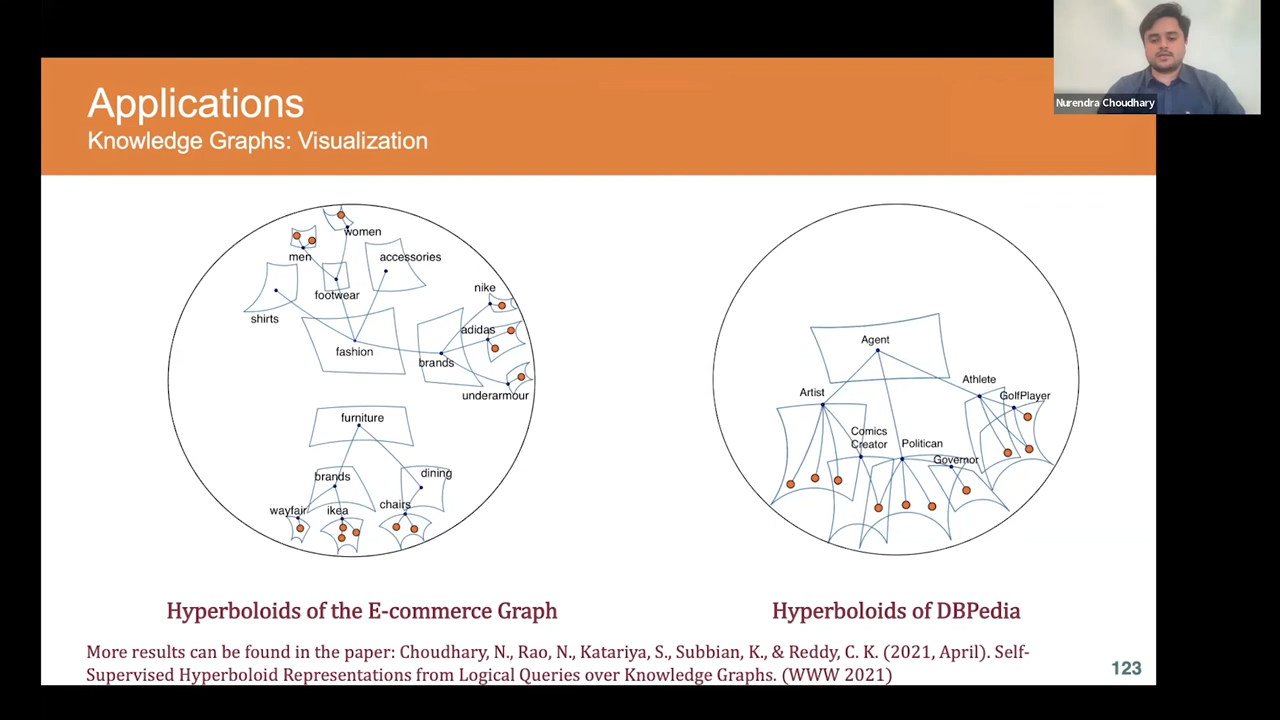 Nurendra Choudhary
Applications
Knowledge Graphs: Visualization
women
men
accessories
footwear
nike
shirts
adidas
fashion
brands
underarmour
furniture
brands
dining
wayfair
ikea
chairs
Agent
Artist
Athlete
GolfPlayer
Comics
Creator
Politican
Governor
Hyperboloids of the E-commerce Graph
Hyperboloids of DBPedia
More results can be found in the paper: Choudhary, N., Rao, N., Katariya, S., Subbian, K., & Reddy, C. K. (2021, April). Self-
Supervised Hyperboloid Representations from Logical Queries over Knowledge Graphs. (WWW 2021)
123